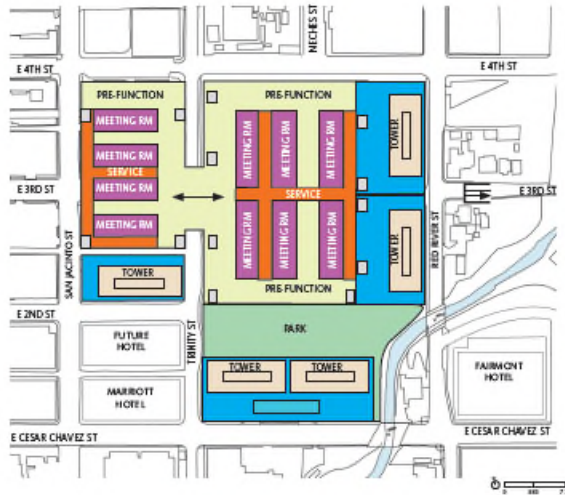 NECHES ST
E 4TH ST
E 4TH ST
PRE-FUNCTION
PRE-FUNCTION
MEETING RM
MEETING RM
SERVICE
MEETING RM
MEETING RM
MEETING RM
MEETING RM
MEETING RM
TOWER
SERVICE
E 3RD ST
E 3RD ST
MEETING RM
MEETING RM
MEETING RM
TOWER
RED RIVER ST
SAN JACINTO ST
TOWER
PRE-FUNCTION
E 2ND ST
TRINITY ST
PARK
FUTURE
HOTEL
TOWER
TOWER
FAIRMONT
HOTEL
MARRIOTT
HOTEL
E CESAR CHAVEZ ST
E CESAR CHAVEZ ST
0